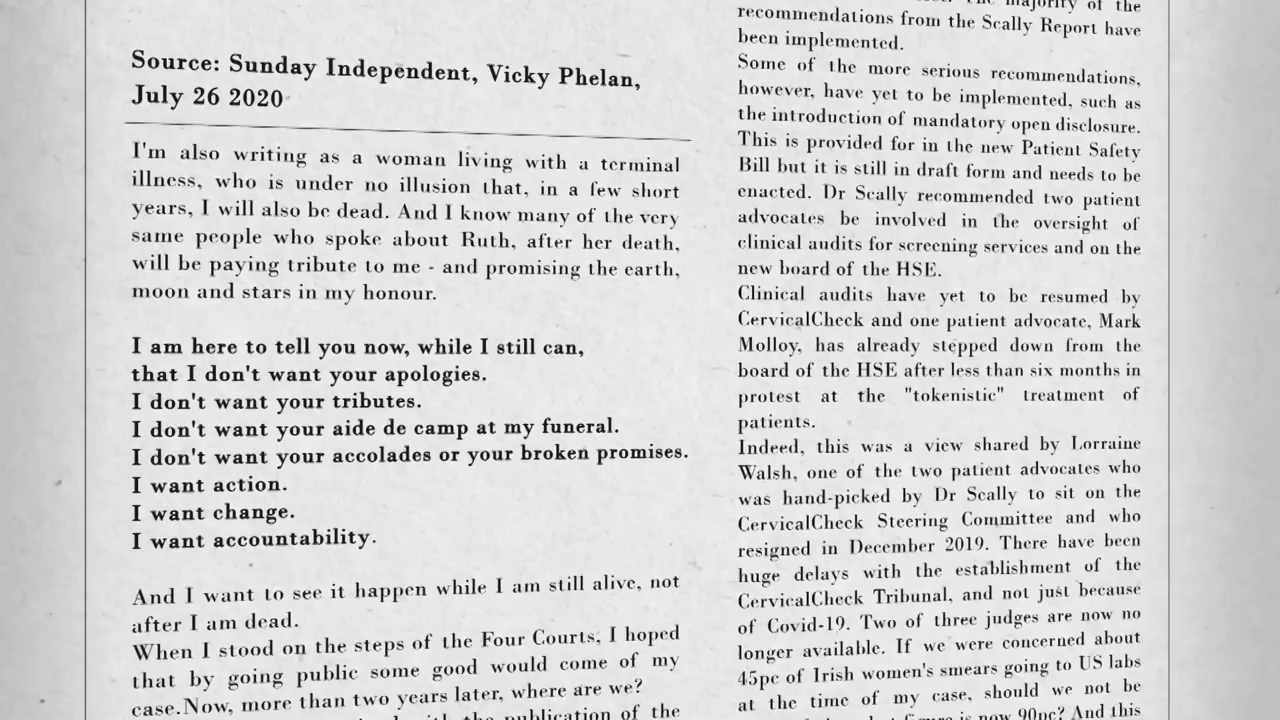 Source: Sunday Independent, Vicky Phelan,
July 26 2020
I'm also writing as a woman living with a terminal
illness, who is under no illusion that, in a few short
years, I will also be dead. And I know many of the very
same people who spoke about Ruth, after her death,
will be paying tribute to me - and promising the earth,
moon and stars in my honour.
I am here to tell you now, while I still can,
that I don't want your apologies.
I don't want your tributes.
I don't want your aide de camp at my funeral.
I don't want your accolades or your broken promises.
I want action.
I want change.
I want accountability.
And I want to see it happen while I am still alive, not
after I am dead.
When I stood on the steps of the Four Courts, I hoped
that by going public some good would come of my
case.Now, more than two years later, where are we?
with the publication of the
The majority of the
recommendations from the Scally Report have
been implemented.
Some of the more serious recommendations,
however, have yet to be implemented, such as
the introduction of mandatory open disclosure.
This is provided for in the new Patient Safety
Bill but it is still in draft form and needs to be
enacted. Dr Scally recommended two patient
advocates be involved in the oversight of
clinical audits for screening services and on the
new board of the HSE.
Clinical audits have yet to be resumed by
CervicalCheck and one patient advocate, Mark
Molloy, has already stepped down from the
board of the HSE after less than six months in
protest at the "tokenistic" treatment of
patients.
Indeed, this was a view shared by Lorraine
Walsh, one of the two patient advocates who
was hand-picked by Dr Scally to sit on the
CervicalCheck Steering Committee and who
resigned in December 2019. There have been
huge delays with the establishment of the
CervicalCheck Tribunal, and not just because
of Covid-19. Two of three judges are now no
longer available. If we were concerned about
45pc of Irish women's smears going to US labs
at the time of my case, should we not be
figure is now 90pc? And this